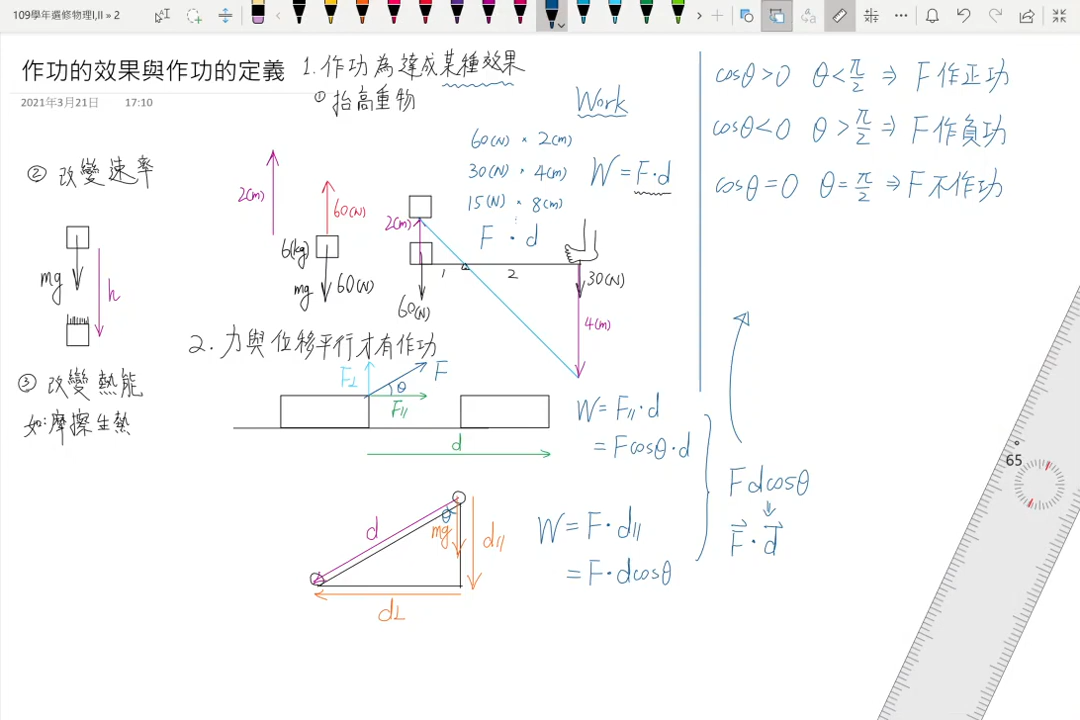 109學年選修物理I,II » 2
作功的效果與作功的定義
2021年3月21日 17:10
1.作功為達成某種效果
①抬高重物
Work
60(N) × 2(m)
30(N) × 4(m)
15(N) × 8(m)
F · d
W=F·d
② 改變速率
mg
h
2(m)
60(N)
6(kg)
mg
60(N)
2(m)
1
2
60(N)
30(N)
4(m)
③ 改變熱能
如:摩擦生熱
2. 力與位移平行才有作功
F⊥
F
θ
F//
d
W=F//·d
=Fcosθ·d
d
θ
mg
d//
d⊥
W=F·d//
=F·dcosθ
Fdcosθ
⇓
F⃗·d⃗
cosθ>0 θ<π/2 ⇒ F作正功
cosθ<0 θ>π/2 ⇒ F作負功
cosθ=0 θ=π/2 ⇒ F不作功
65°